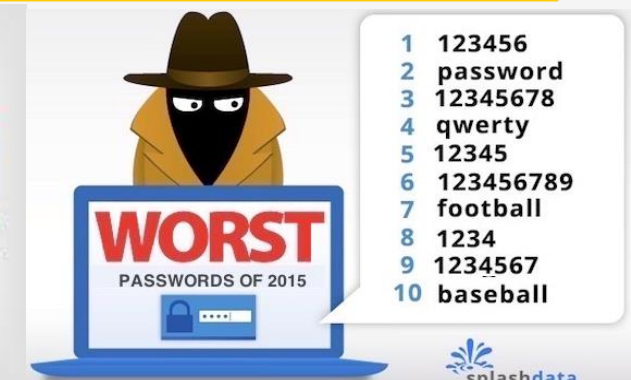 WORST
PASSWORDS OF 2015
1 123456
2 password
3 12345678
4 qwerty
5 12345
6 123456789
7 football
8 1234
9 1234567
10 baseball
splashdata